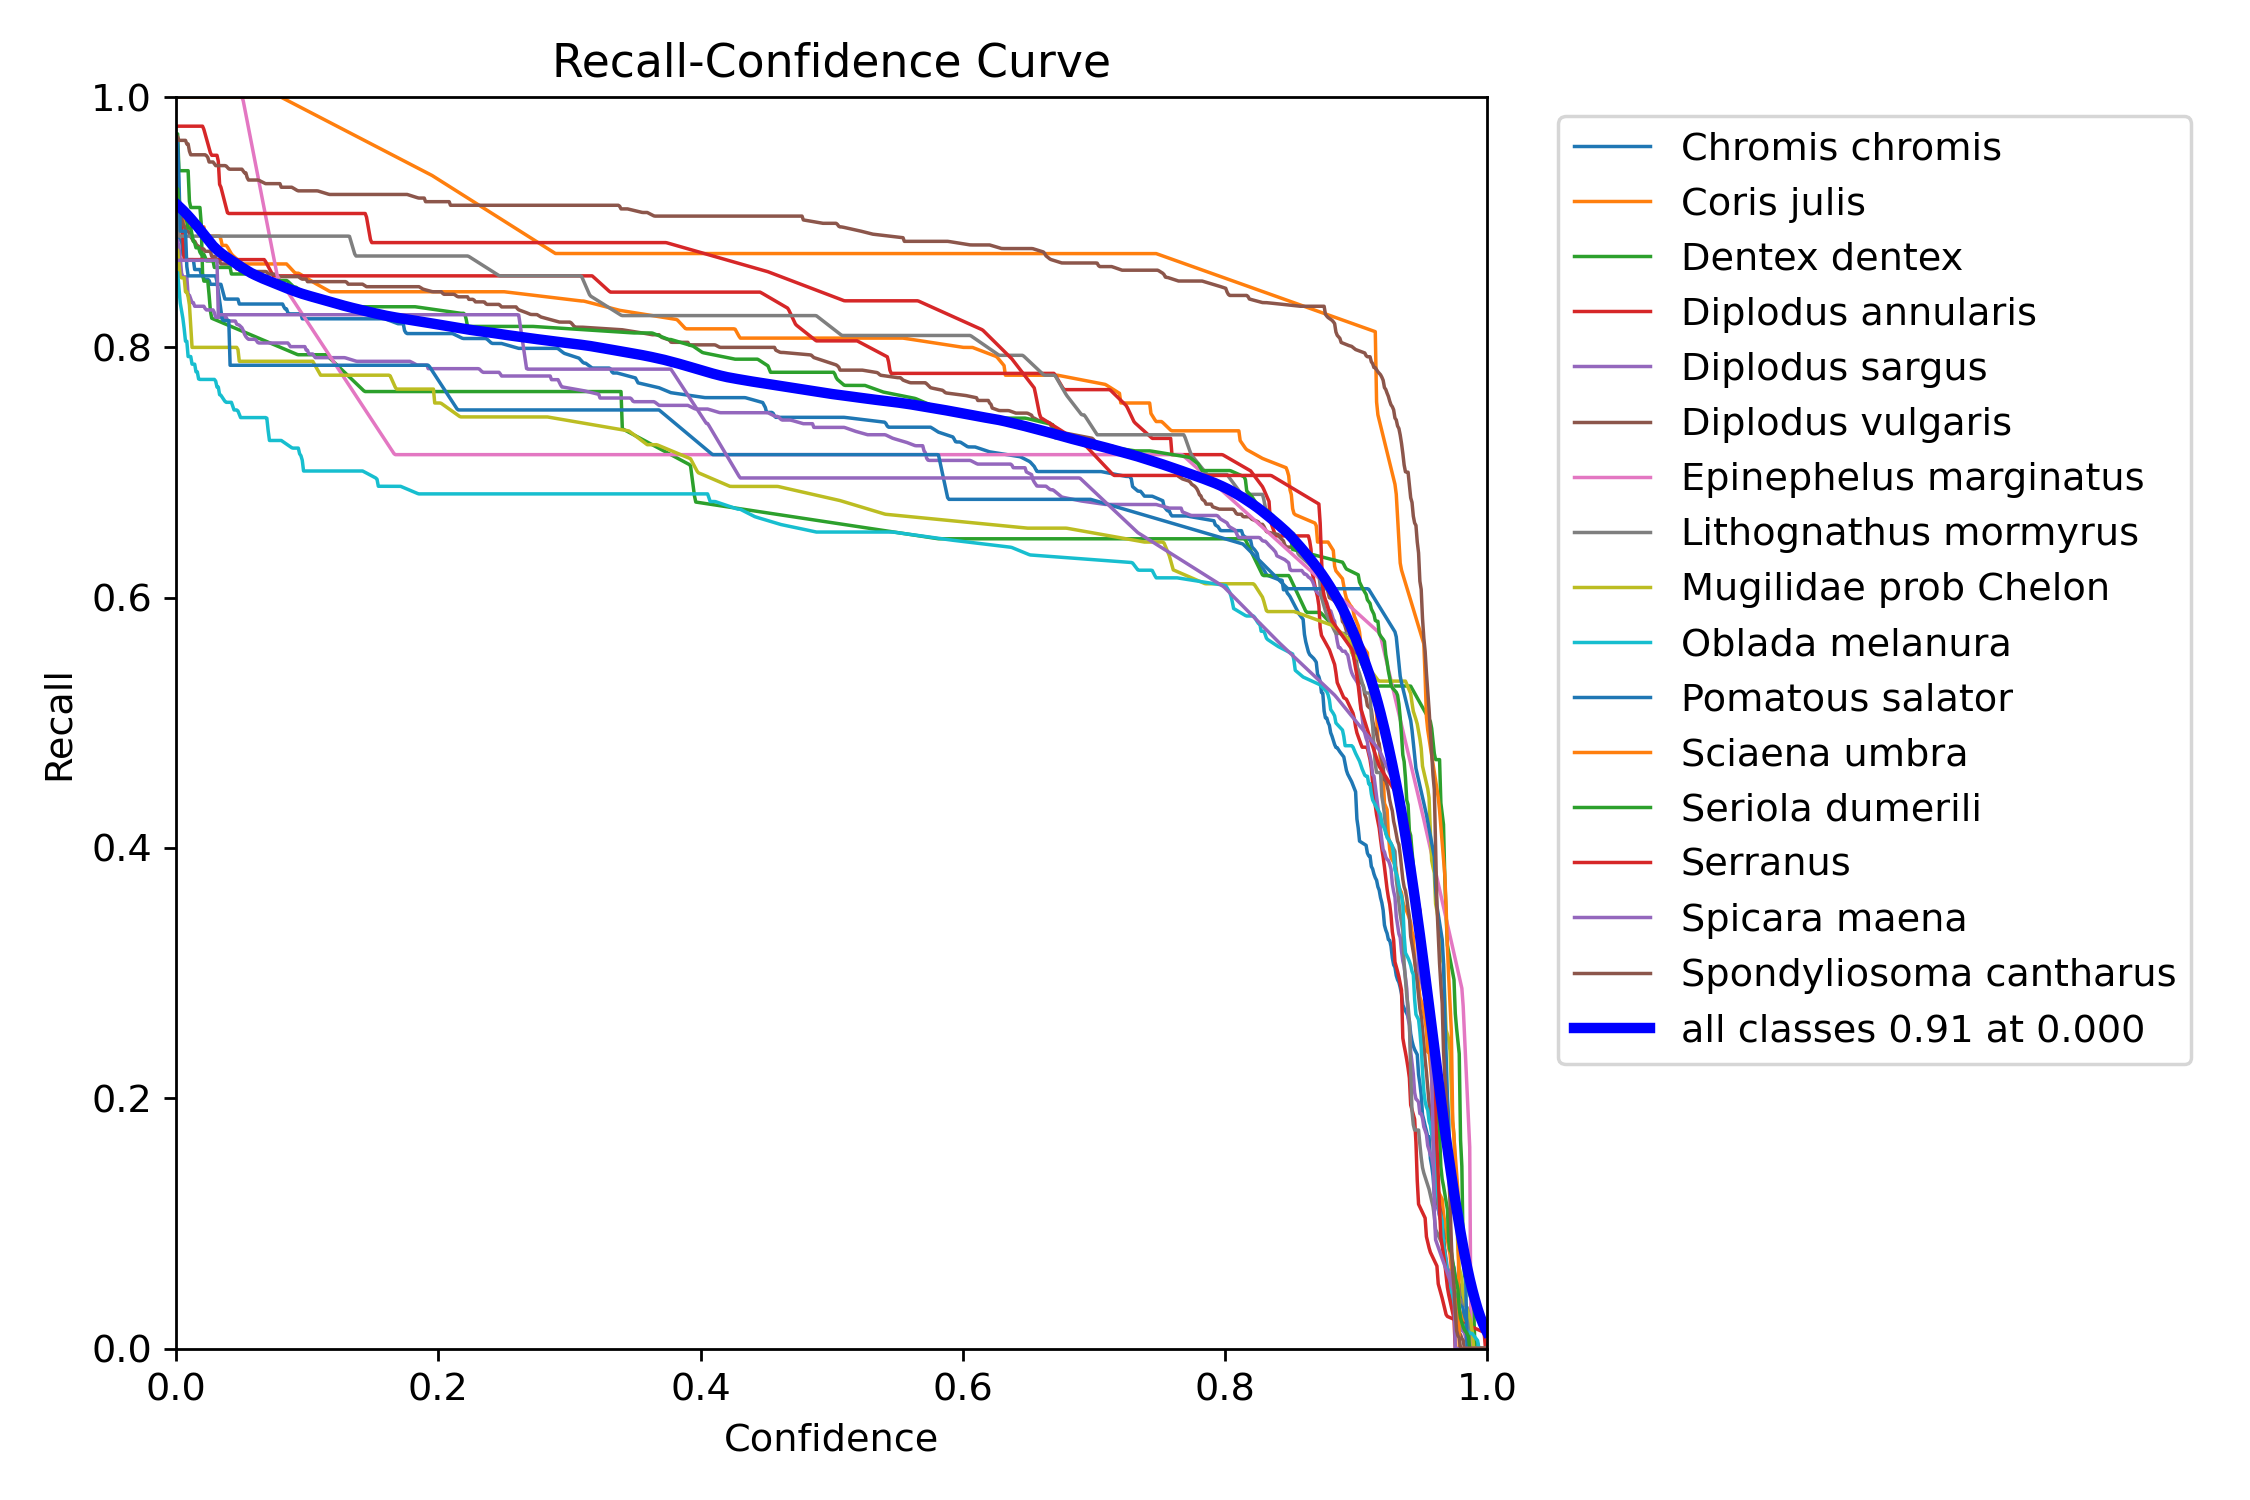 Recall-Confidence Curve
1.0
0.8
0.6
0.4
0.2
0.0
Recall
0.0 0.2 0.4 0.6 0.8 1.0
Confidence
Chromis chromis
Coris julis
Dentex dentex
Diplodus annularis
Diplodus sargus
Diplodus vulgaris
Epinephelus marginatus
Lithognathus mormyrus
Mugilidae prob Chelon
Oblada melanura
Pomatous salator
Sciaena umbra
Seriola dumerili
Serranus
Spicara maena
Spondyliosoma cantharus
all classes 0.91 at 0.000